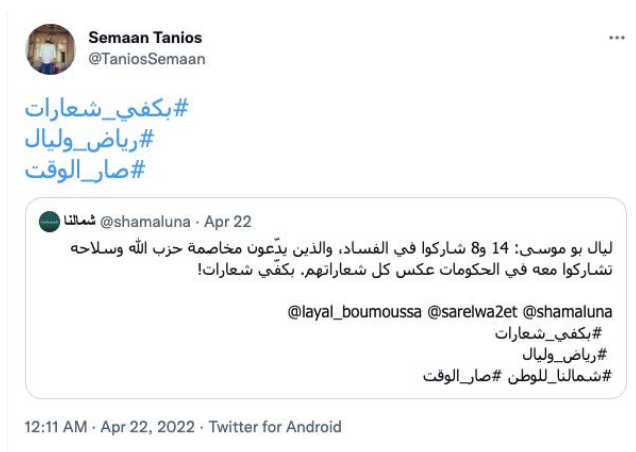 Semaan Tanios
@TaniosSemaan
#بكفي_شعارات
#رياض_وليال
#صار_الوقت
شمالنا @shamaluna · Apr 22
ليال بو موسى: 14 و8 شاركوا في الفساد، والذين يدّعون مخاصمة حزب الله وسلاحه
تشاركوا معه في الحكومات عكس كل شعاراتهم. بكفّي شعارات!
@layal_boumoussa @sarelwa2et @shamaluna
#بكفي_شعارات
#رياض_وليال
#شمالنا_للوطن #صار_الوقت
12:11 AM · Apr 22, 2022 · Twitter for Android